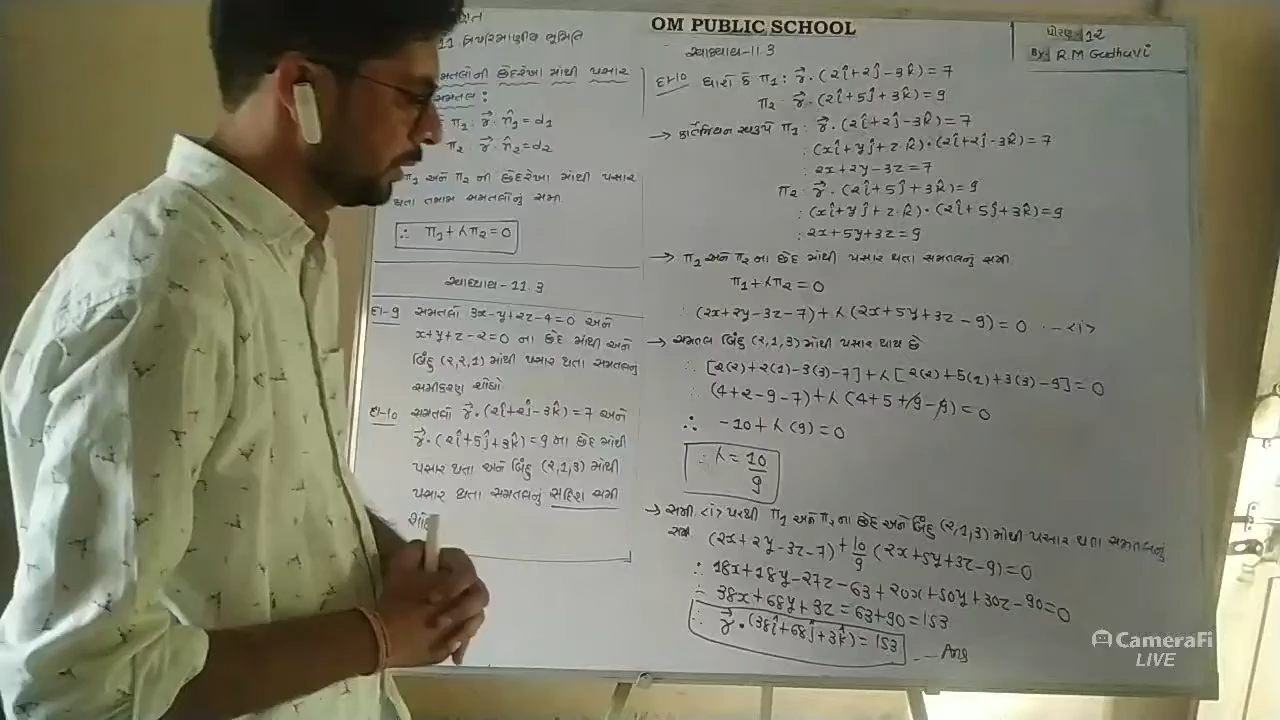 OM PUBLIC SCHOOL
ધોરણ 12
By: R.M Gadhavi
11 ત્રિપરિમાણીય ભૂમિતિ
સમતલોની છેદરેખા માંથી પસાર
સમતલ :
π₁ : r⃗ . n̂₁ = d₁
π₂ : r⃗ . n̂₂ = d₂
π₁ અને π₂ ની છેદરેખા માંથી પસાર
થતા તમામ સમતલોનું સમી
∴ π₁ + λπ₂ = 0
સ્વાધ્યાય - 11.3
દા-9 સમતલો 3x-y+2z-4=0 અને
x+y+z-2=0 ના છેદ માંથી અને
બિંદુ (2,2,1) માંથી પસાર થતા સમતલનું
સમીકરણ શોધો
દા-10 સમતલો r⃗.(2î+2ĵ-3k̂)=7 અને
r⃗.(2î+5ĵ+3k̂)=9 ના છેદ માંથી
પસાર થતા અને બિંદુ (2,1,3) માંથી
પસાર થતા સમતલનું સદિશ સમી
સ્વાધ્યાય-11.3
દા-10 ધારો કે π₁ : r⃗.(2î+2ĵ-3k̂)=7
π₂ r⃗.(2î+5ĵ+3k̂)=9
→ કાર્તેઝિય સ્વરૂપે π₁ : r⃗.(2î+2ĵ-3k̂)=7
: (xî+yĵ+z.k̂).(2î+2ĵ-3k̂)=7
: 2x+2y-3z=7
π₂ r⃗.(2î+5ĵ+3k̂)=9
: (xî+yĵ+z.k̂).(2î+5ĵ+3k̂)=9
: 2x+5y+3z=9
→ π₁ અને π₂ ના છેદ માંથી પસાર થતા સમતલનું સમી
π₁+λπ₂=0
∴ (2x+2y-3z-7)+λ(2x+5y+3z-9)=0 -<i>
→ સમતલ બિંદુ (2,1,3) માંથી પસાર થાય છે
∴ [2(2)+2(1)-3(3)-7]+λ[2(2)+5(1)+3(3)-9]=0
∴ (4+2-9-7)+λ(4+5+9-9)=0
∴ -10+λ(9)=0
∴ λ=10/9
→ સમી <i> પરથી π₁ અને π₂ ના છેદ અને બિંદુ (2,1,3) માંથી પસાર થતા સમતલનું
સમી (2x+2y-3z-7)+10/9(2x+5y+3z-9)=0
∴ 18x+18y-27z-63+20x+50y+30z-90=0
∴ 38x+68y+3z=63+90=153
∴ r⃗.(38î+68ĵ+3k̂)=153 --Ans
CameraFi
LIVE